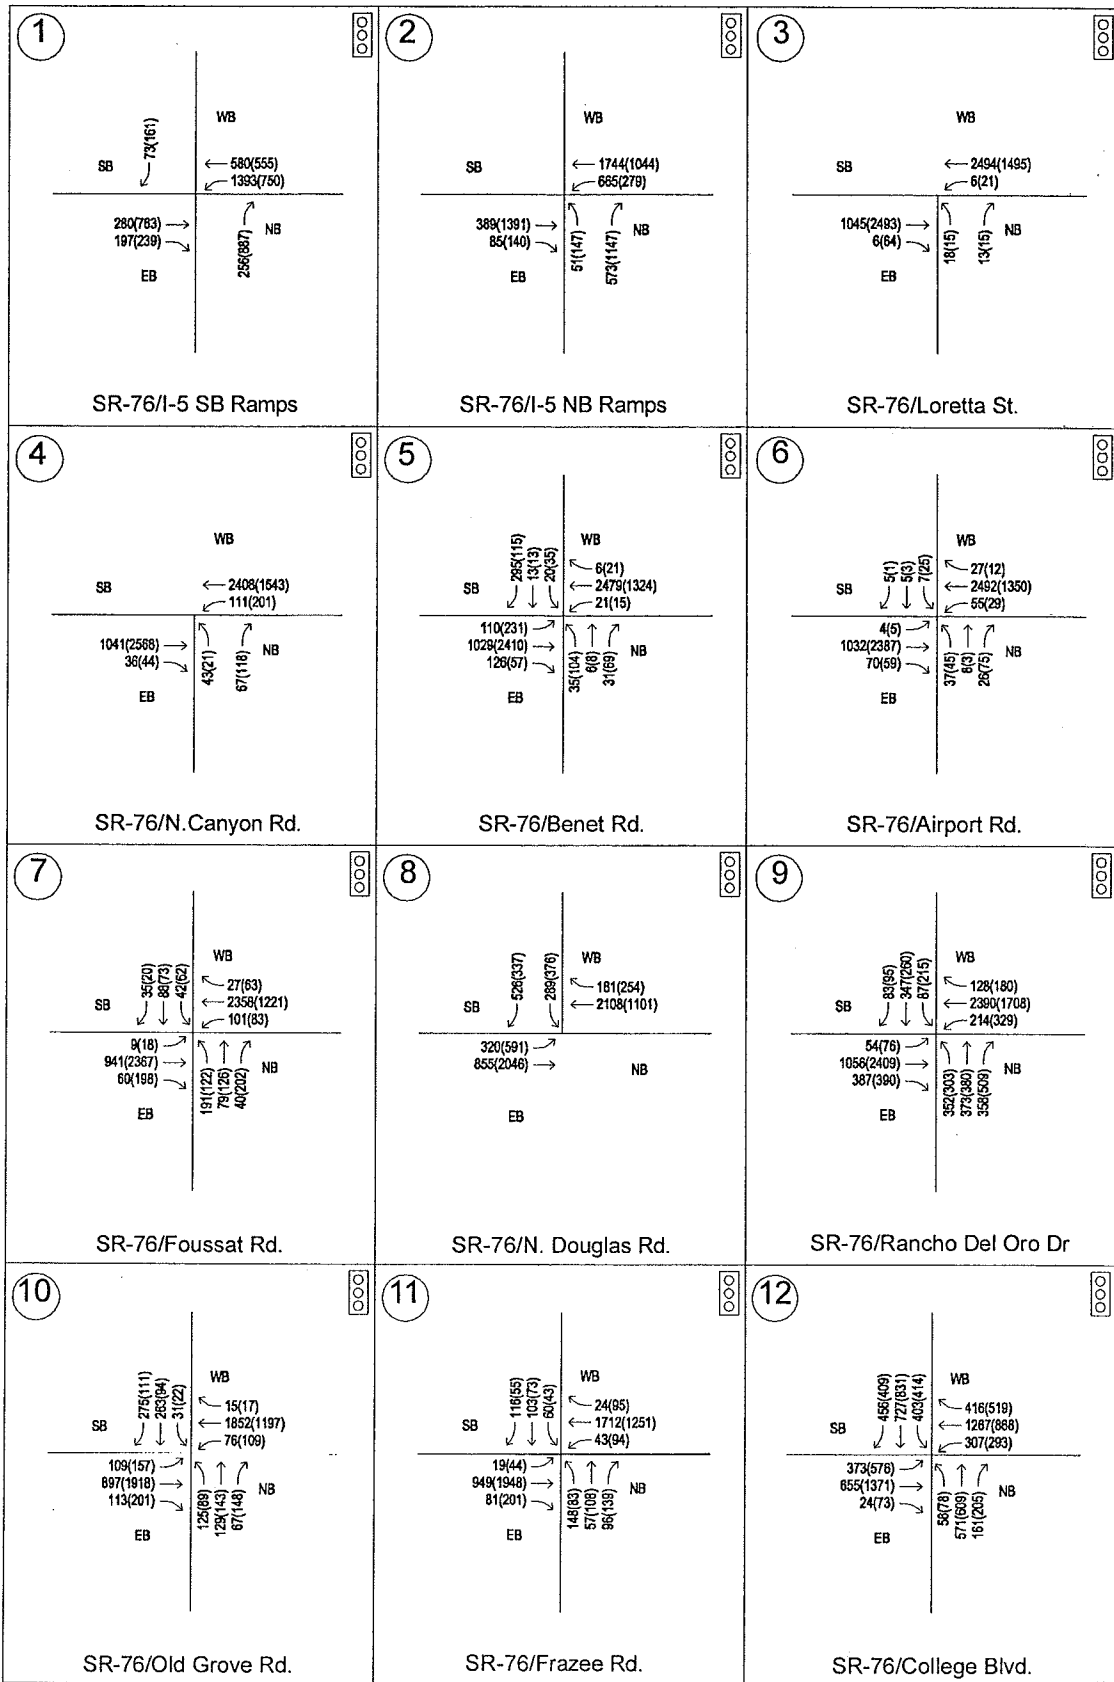 1
WB
SB
73(161)
580(555)
1393(750)
280(783)
197(239)
NB
256(887)
EB
SR-76/I-5 SB Ramps
2
WB
SB
1744(1044)
665(279)
389(1391)
85(140)
NB
51(147)
573(1147)
EB
SR-76/I-5 NB Ramps
3
WB
SB
2494(1495)
6(21)
1045(2493)
6(64)
NB
18(15)
13(15)
EB
SR-76/Loretta St.
4
WB
SB
2408(1543)
111(201)
1041(2568)
36(44)
NB
43(21)
67(118)
EB
SR-76/N.Canyon Rd.
5
WB
SB
295(115)
13(13)
20(35)
6(21)
2479(1324)
21(15)
110(231)
1029(2410)
126(57)
NB
35(104)
6(8)
31(69)
EB
SR-76/Benet Rd.
6
WB
SB
5(1)
5(3)
7(25)
27(12)
2492(1350)
55(29)
4(5)
1032(2387)
70(59)
NB
37(45)
8(3)
26(75)
EB
SR-76/Airport Rd.
7
WB
SB
35(20)
88(73)
42(62)
27(63)
2358(1221)
101(83)
9(18)
941(2367)
60(198)
NB
191(122)
79(126)
40(202)
EB
SR-76/Foussat Rd.
8
WB
SB
526(337)
289(376)
181(254)
2108(1101)
320(591)
855(2046)
NB
EB
SR-76/N. Douglas Rd.
9
WB
SB
83(95)
347(260)
87(215)
128(180)
2390(1708)
214(329)
54(76)
1056(2409)
387(390)
NB
352(303)
373(380)
358(509)
EB
SR-76/Rancho Del Oro Dr
10
WB
SB
275(111)
263(94)
31(22)
15(17)
1852(1197)
76(109)
109(157)
897(1918)
113(201)
NB
125(89)
129(143)
67(148)
EB
SR-76/Old Grove Rd.
11
WB
SB
116(55)
103(73)
60(43)
24(95)
1712(1251)
43(94)
19(44)
949(1948)
81(201)
NB
148(83)
57(108)
96(139)
EB
SR-76/Frazee Rd.
12
WB
SB
456(409)
727(831)
403(414)
416(519)
1267(868)
307(293)
373(576)
655(1371)
24(73)
NB
58(78)
571(609)
161(205)
EB
SR-76/College Blvd.